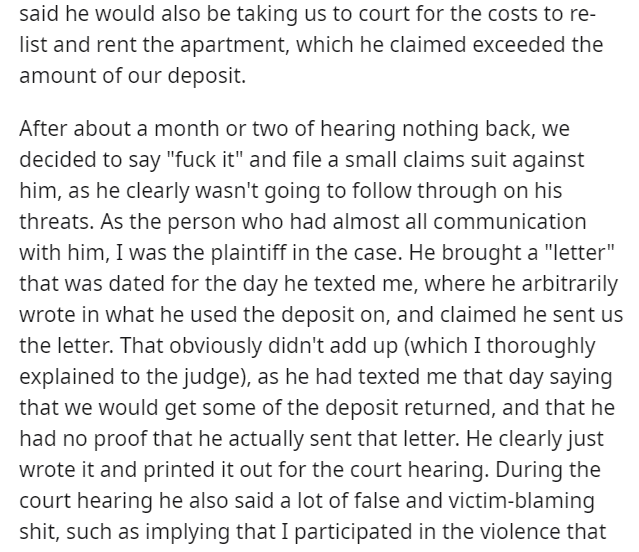 said he would also be taking us to court for the costs to re-
list and rent the apartment, which he claimed exceeded the
amount of our deposit.
After about a month or two of hearing nothing back, we
decided to say "fuck it" and file a small claims suit against
him, as he clearly wasn't going to follow through on his
threats. As the person who had almost all communication
with him, I was the plaintiff in the case. He brought a "letter"
that was dated for the day he texted me, where he arbitrarily
wrote in what he used the deposit on, and claimed he sent us
the letter. That obviously didn't add up (which I thoroughly
explained to the judge), as he had texted me that day saying
that we would get some of the deposit returned, and that he
had no proof that he actually sent that letter. He clearly just
wrote it and printed it out for the court hearing. During the
court hearing he also said a lot of false and victim-blaming
shit, such as implying that I participated in the violence that